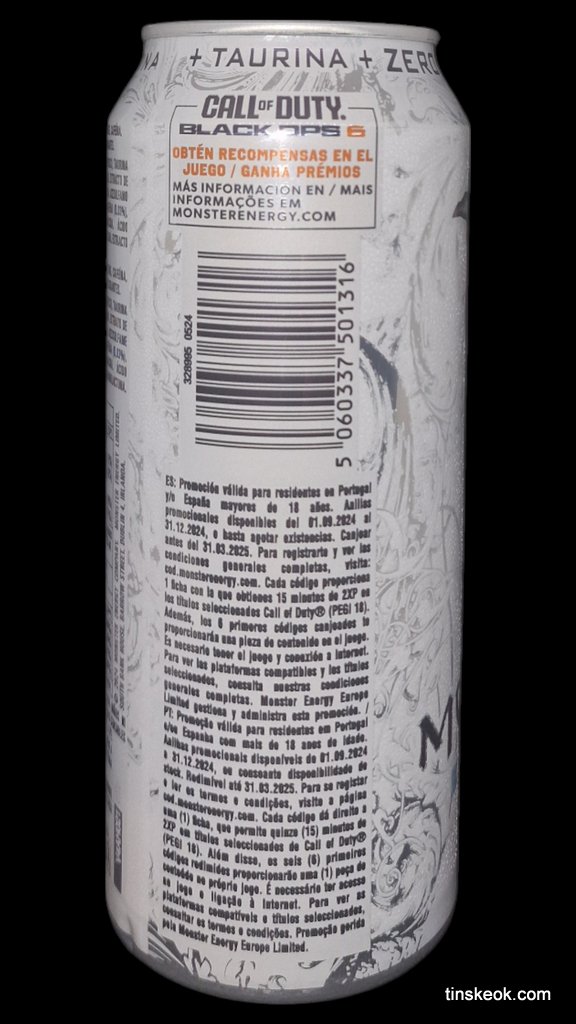 + TAURINA + ZERO
CALL OF DUTY.
BLACK OPS 6
OBTÉN RECOMPENSAS EN EL
JUEGO / GANHA PRÉMIOS
MÁS INFORMACIÓN EN / MAIS
INFORMAÇÕES EM
MONSTERENERGY.COM
328995 0524
5 060337 501316
ES: Promoción válida para residentes en Portugal
y/o España mayores de 18 años. Anillas
promocionales disponibles del 01.09.2024 al
31.12.2024, o hasta agotar existencias. Canjear
antes del 31.03.2025. Para registrarte y ver las
condiciones generales completas, visita:
cod.monsterenergy.com. Cada código proporciona
1 ficha con la que obtienes 15 minutos de 2XP en
los títulos seleccionados Call of Duty® (PEGI 18).
Además, los 6 primeros códigos canjeados te
proporcionarán una pieza de contenido en el juego.
Es necesario tener el juego y conexión a Internet.
Para ver las plataformas compatibles y los títulos
seleccionados, consulta nuestras condiciones
generales completas. Monster Energy Europe
Limited gestiona y administra esta promoción. /
PT: Promoção válida para residentes em Portugal
e/ou Espanha com mais de 18 anos de idade.
Anilhas promocionais disponíveis de 01.09.2024
a 31.12.2024, ou consoante disponibilidade de
stock. Redimível até 31.03.2025. Para se registar
e ler os termos e condições, visite a página
cod.monsterenergy.com. Cada código dá direito a
uma (1) ficha, que permite quinze (15) minutos de
2XP em títulos selecionados de Call of Duty®
(PEGI 18). Além disso, os seis (6) primeiros
códigos redimidos proporcionarão uma (1) peça de
conteúdo no próprio jogo. É necessário ter acesso
ao jogo e ligação à Internet. Para ver as
plataformas compatíveis e títulos selecionados,
consultar os termos e condições. Promoção gerida
pela Monster Energy Europe Limited.
tinskeok.com